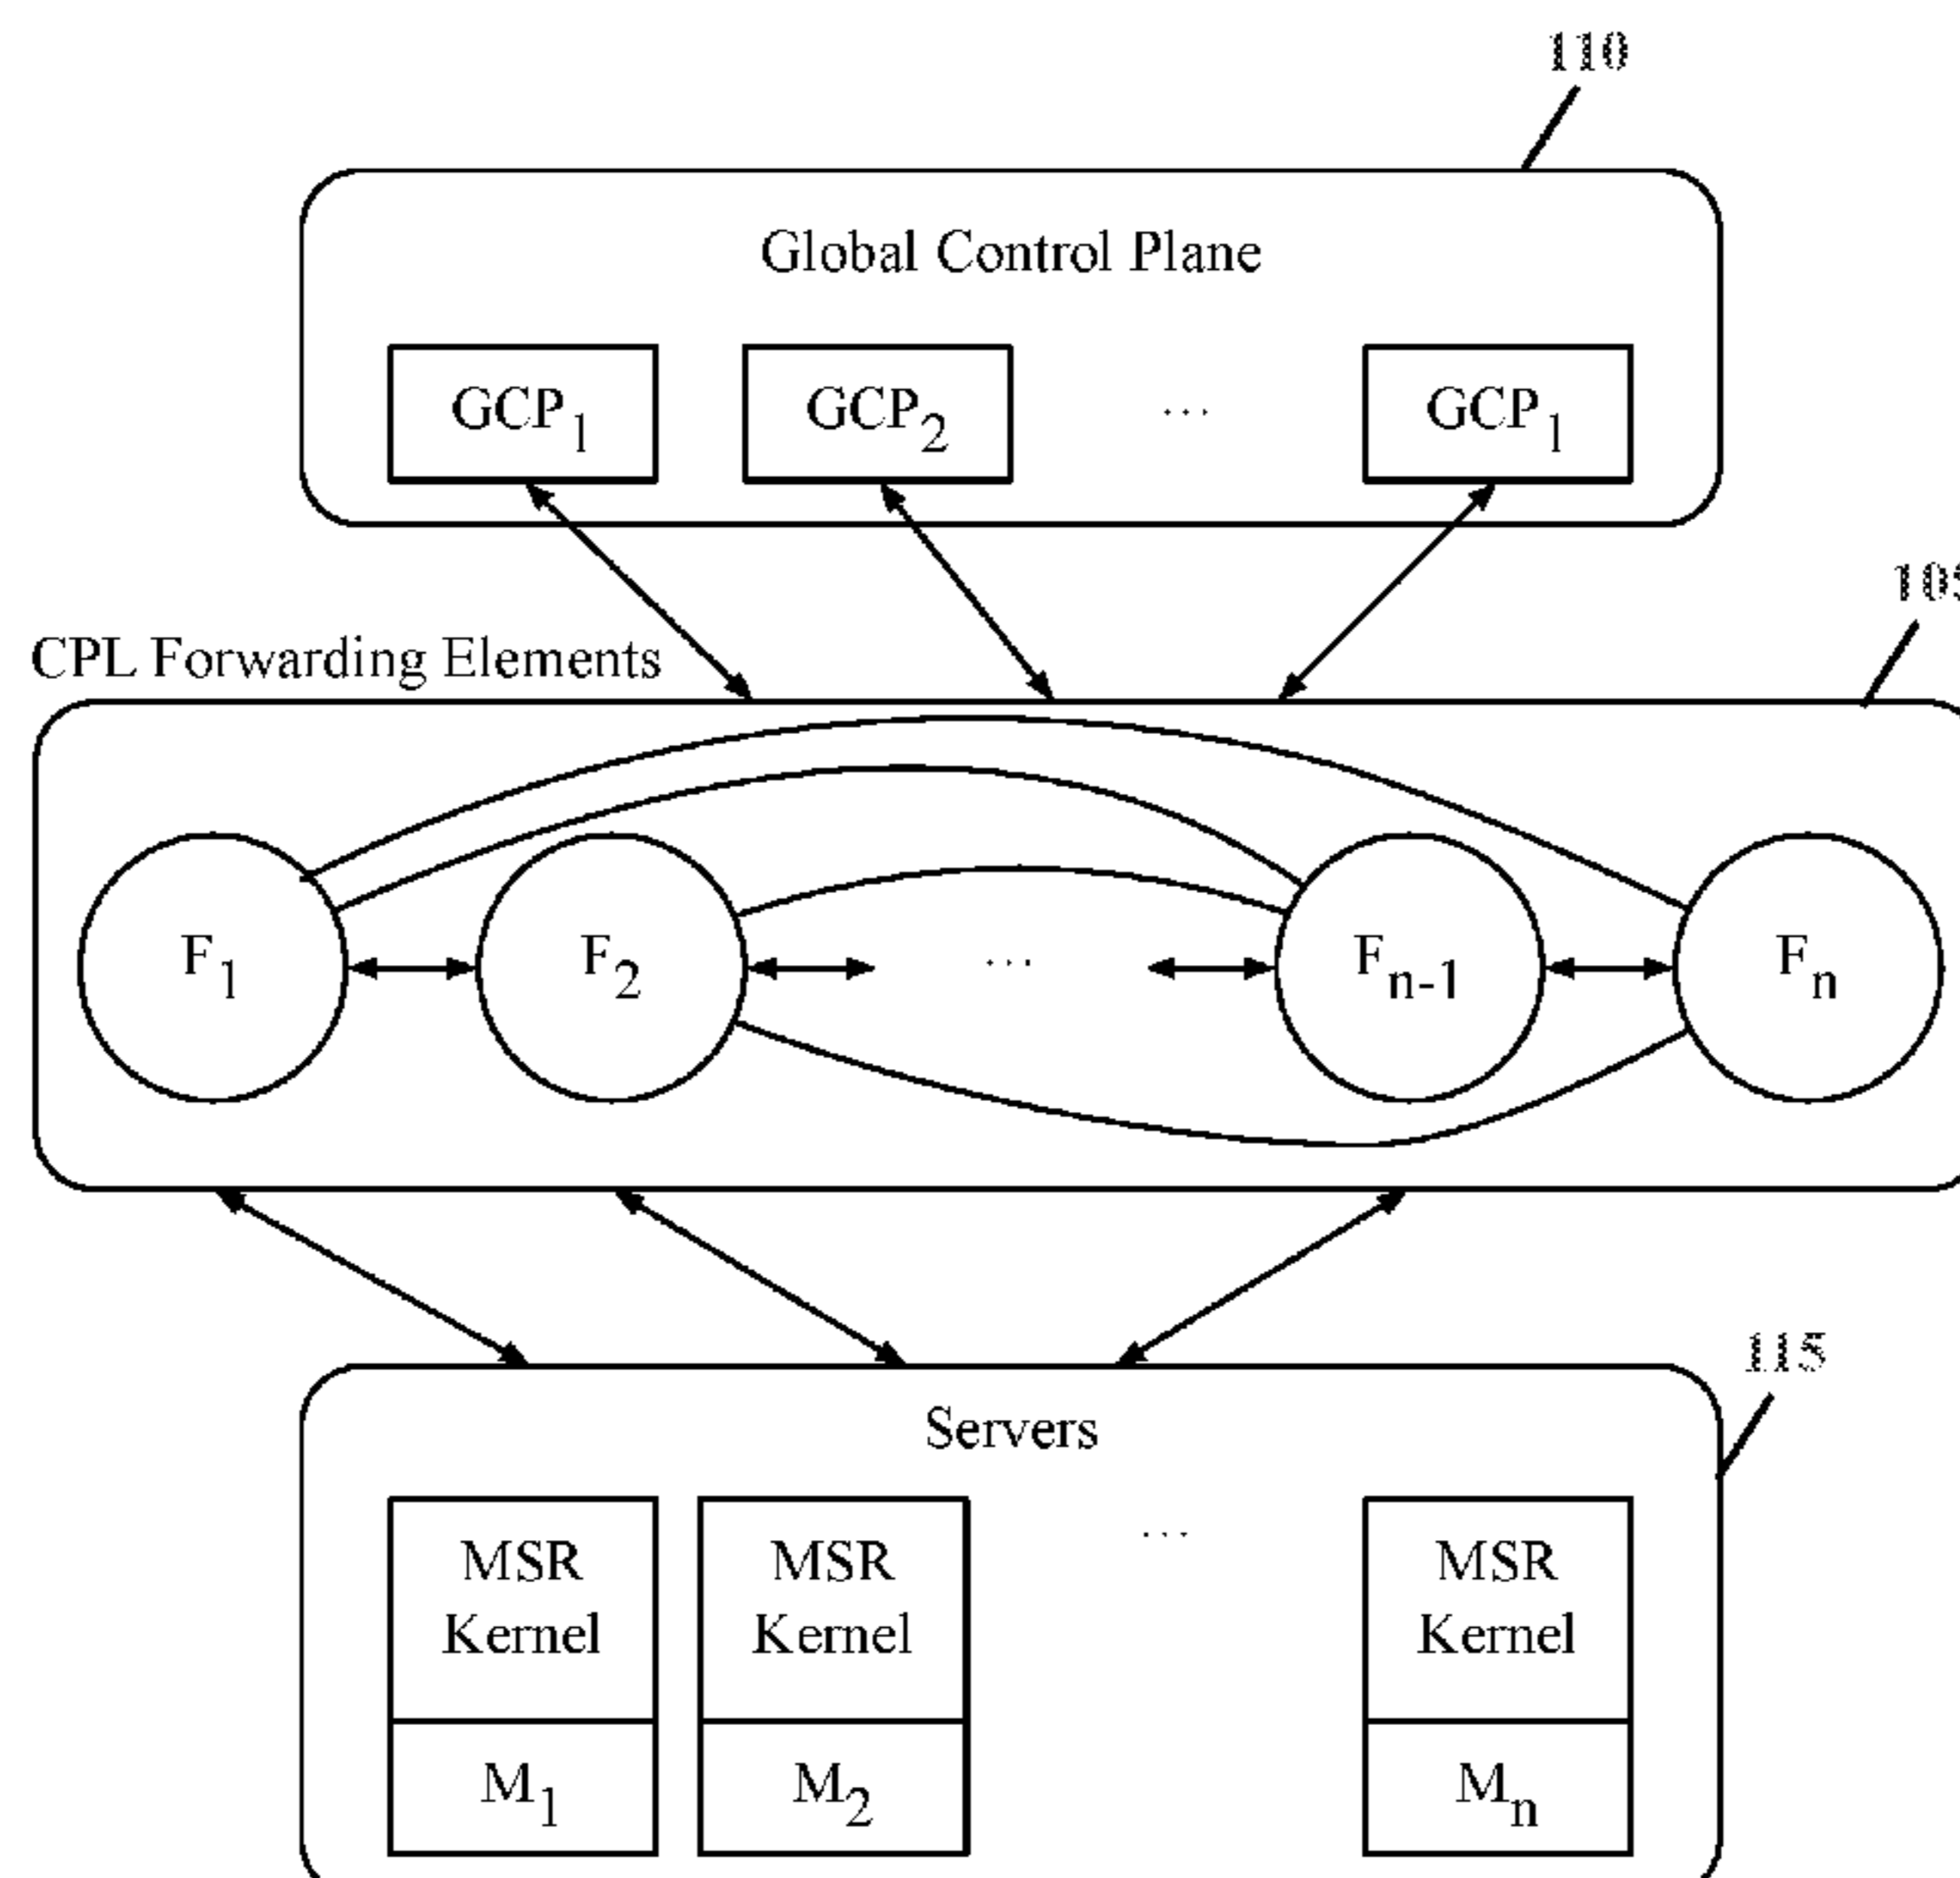 110
Global Control Plane
GCP1 GCP2 ... GCP1
105
CPL Forwarding Elements
F1 F2 ... Fn-1 Fn
115
Servers
MSR Kernel MSR Kernel ... MSR Kernel
M1 M2 Mn